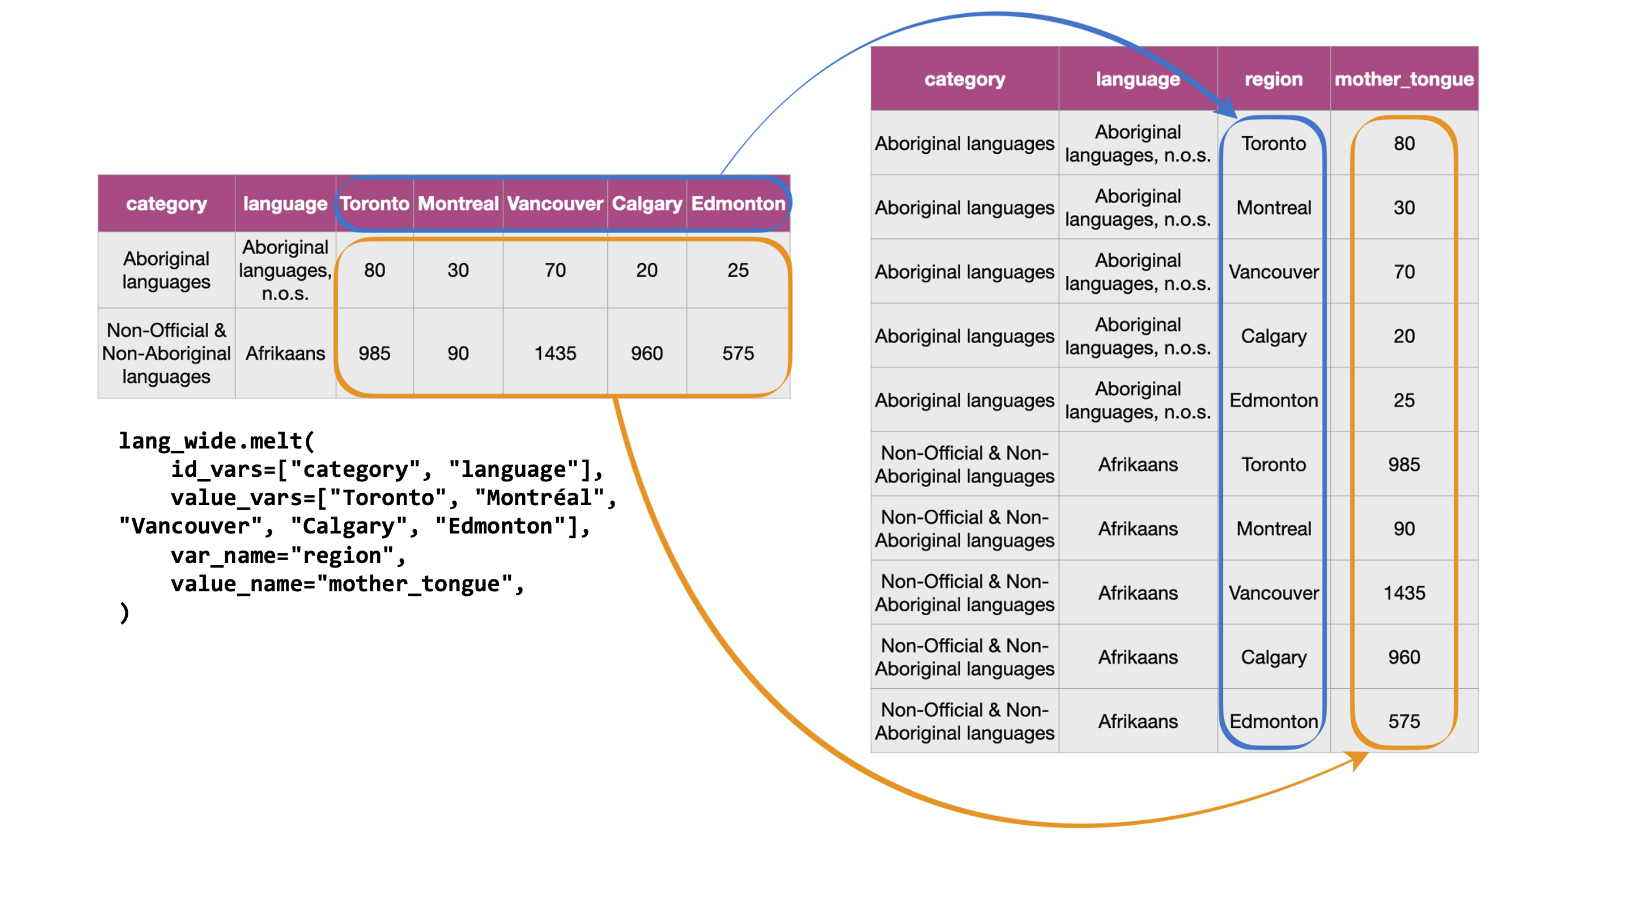 category language Toronto Montreal Vancouver Calgary Edmonton
Aboriginal
languages
Aboriginal
languages,
n.o.s.
80 30 70 20 25
Non-Official &
Non-Aboriginal
languages
Afrikaans 985 90 1435 960 575
lang_wide.melt(
    id_vars=["category", "language"],
    value_vars=["Toronto", "Montréal",
"Vancouver", "Calgary", "Edmonton"],
    var_name="region",
    value_name="mother_tongue",
)
category language region mother_tongue
Aboriginal languages
Aboriginal
languages, n.o.s.
Toronto 80
Aboriginal languages
Aboriginal
languages, n.o.s.
Montreal 30
Aboriginal languages
Aboriginal
languages, n.o.s.
Vancouver 70
Aboriginal languages
Aboriginal
languages, n.o.s.
Calgary 20
Aboriginal languages
Aboriginal
languages, n.o.s.
Edmonton 25
Non-Official & Non-
Aboriginal languages
Afrikaans Toronto 985
Non-Official & Non-
Aboriginal languages
Afrikaans Montreal 90
Non-Official & Non-
Aboriginal languages
Afrikaans Vancouver 1435
Non-Official & Non-
Aboriginal languages
Afrikaans Calgary 960
Non-Official & Non-
Aboriginal languages
Afrikaans Edmonton 575